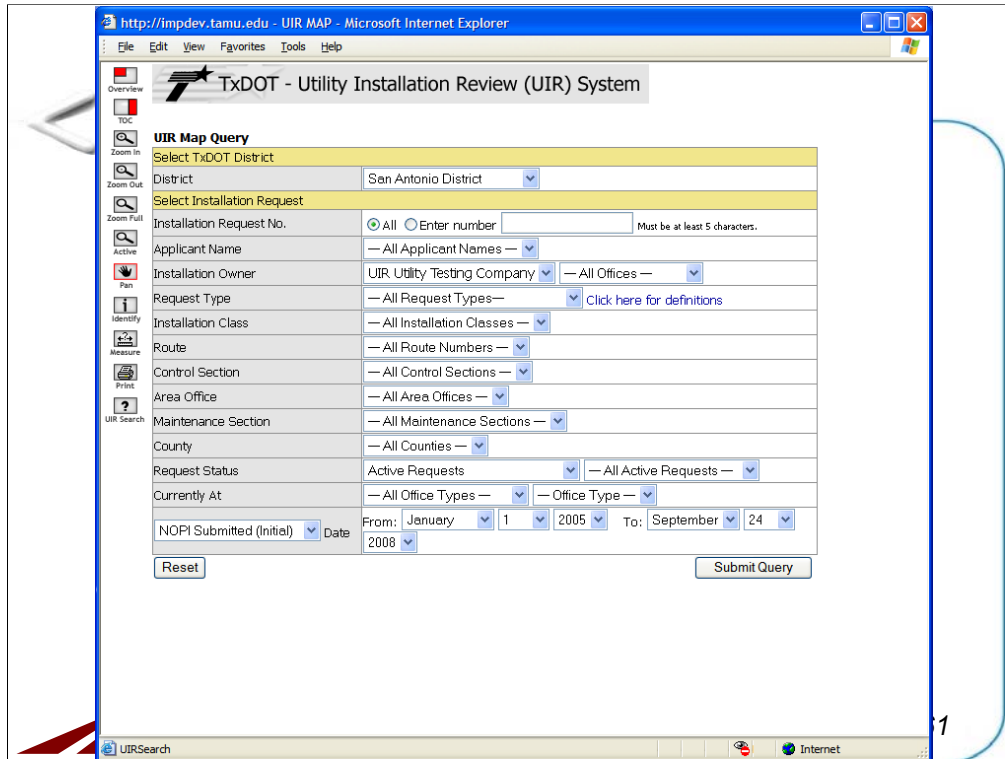 http://impdev.tamu.edu - UIR MAP - Microsoft Internet Explorer
File Edit View Favorites Tools Help
Overview
TOC
Zoom In
Zoom Out
Zoom Full
Active
Pan
Identify
Measure
Print
UIR Search
TxDOT - Utility Installation Review (UIR) System
UIR Map Query
Select TxDOT District
District San Antonio District
Select Installation Request
Installation Request No. All Enter number Must be at least 5 characters.
Applicant Name — All Applicant Names —
Installation Owner UIR Utility Testing Company — All Offices —
Request Type — All Request Types— Click here for definitions
Installation Class — All Installation Classes —
Route — All Route Numbers —
Control Section — All Control Sections —
Area Office — All Area Offices —
Maintenance Section — All Maintenance Sections —
County — All Counties —
Request Status Active Requests — All Active Requests —
Currently At — All Office Types — — Office Type —
NOPI Submitted (Initial) Date From: January 1 2005 To: September 24
2008
Reset Submit Query
UIRSearch Internet